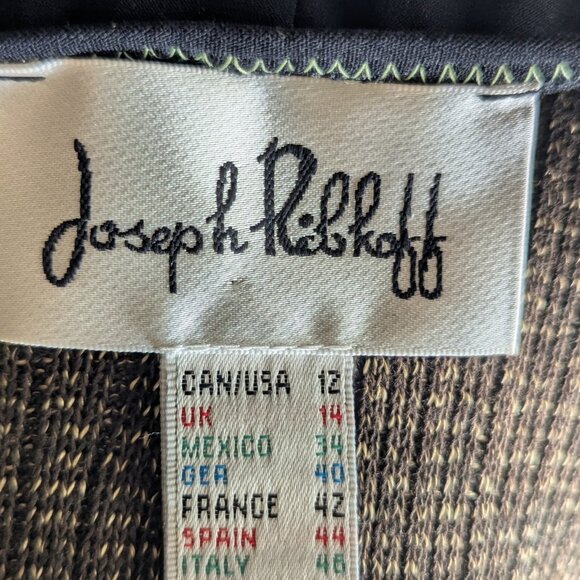 Joseph Ribkoff
CAN/USA 12
UK 14
MEXICO 34
GER 40
FRANCE 42
SPAIN 44
ITALY 46